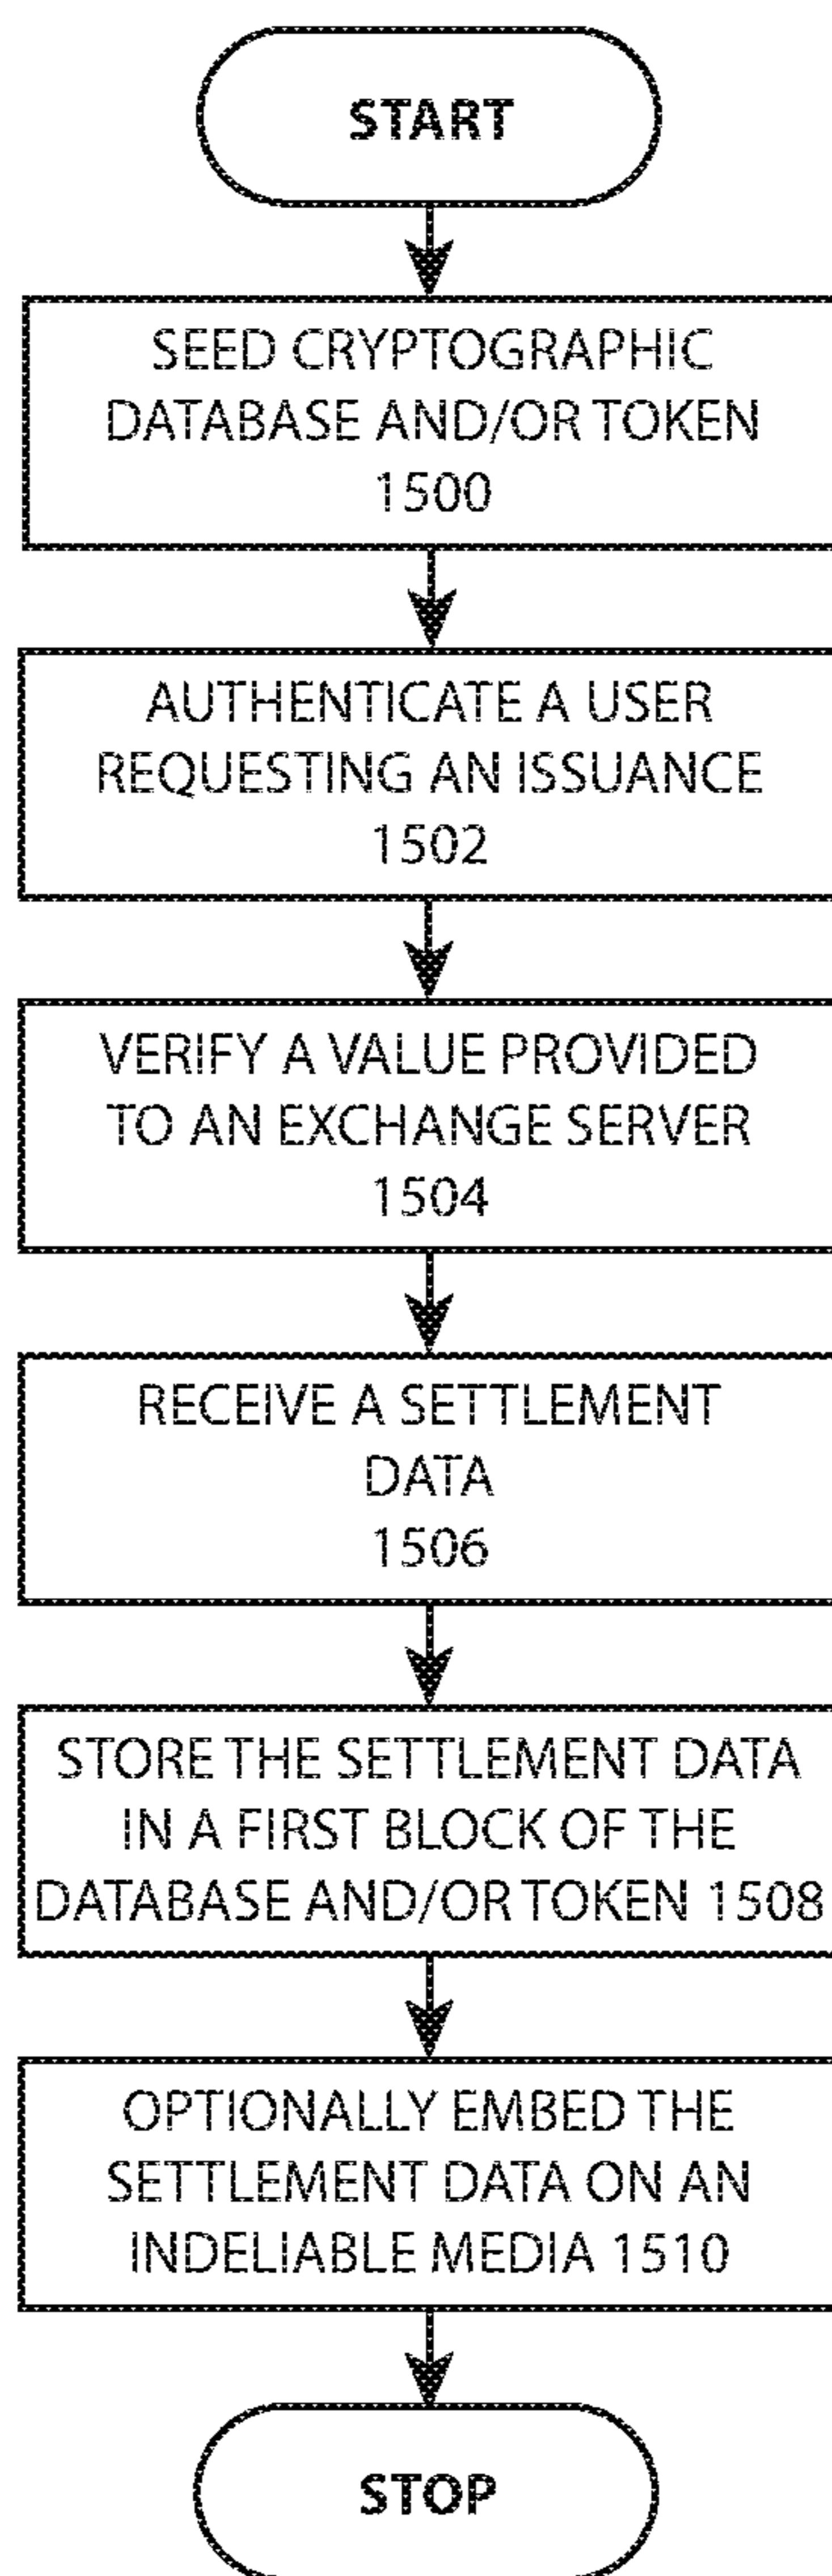 START
SEED CRYPTOGRAPHIC
DATABASE AND/OR TOKEN
1500
AUTHENTICATE A USER
REQUESTING AN ISSUANCE
1502
VERIFY A VALUE PROVIDED
TO AN EXCHANGE SERVER
1504
RECEIVE A SETTLEMENT
DATA
1506
STORE THE SETTLEMENT DATA
IN A FIRST BLOCK OF THE
DATABASE AND/OR TOKEN 1508
OPTIONALLY EMBED THE
SETTLEMENT DATA ON AN
INDELIABLE MEDIA 1510
STOP